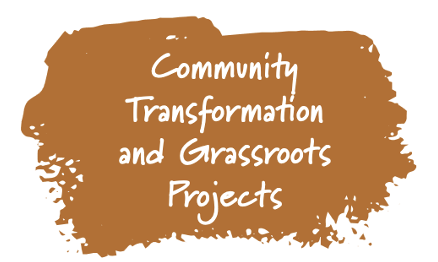 Community
Transformation
and Grassroots
Projects